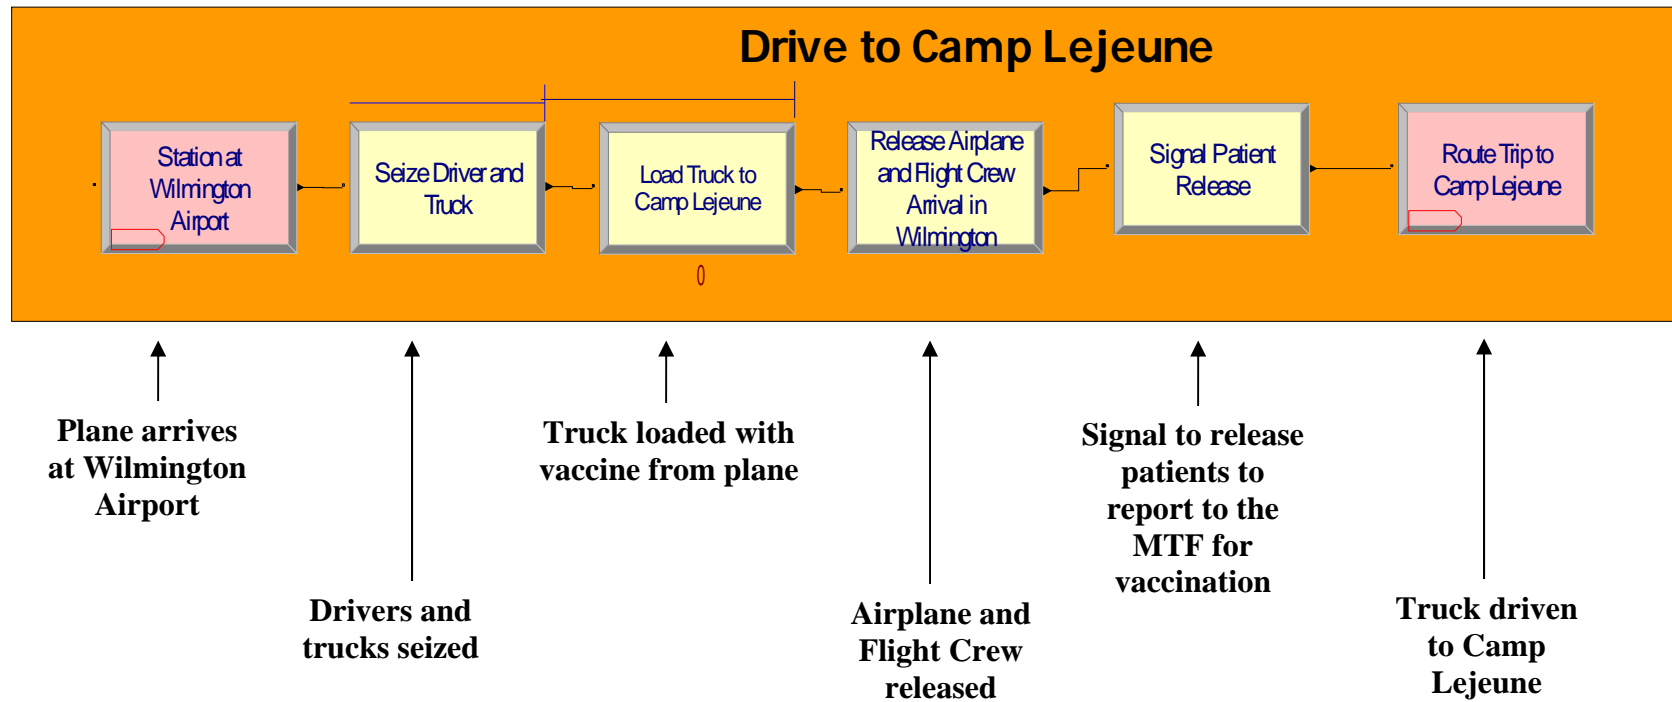 Drive to Camp Lejeune
Station at
Wilmington
Airport
Seize Driver and
Truck
Load Truck to
Camp Lejeune
0
Release Airplane
and Flight Crew
Arrival in
Wilmington
Signal Patient
Release
Route Trip to
Camp Lejeune
Plane arrives
at Wilmington
Airport
Drivers and
trucks seized
Truck loaded with
vaccine from plane
Airplane and
Flight Crew
released
Signal to release
patients to
report to the
MTF for
vaccination
Truck driven
to Camp
Lejeune